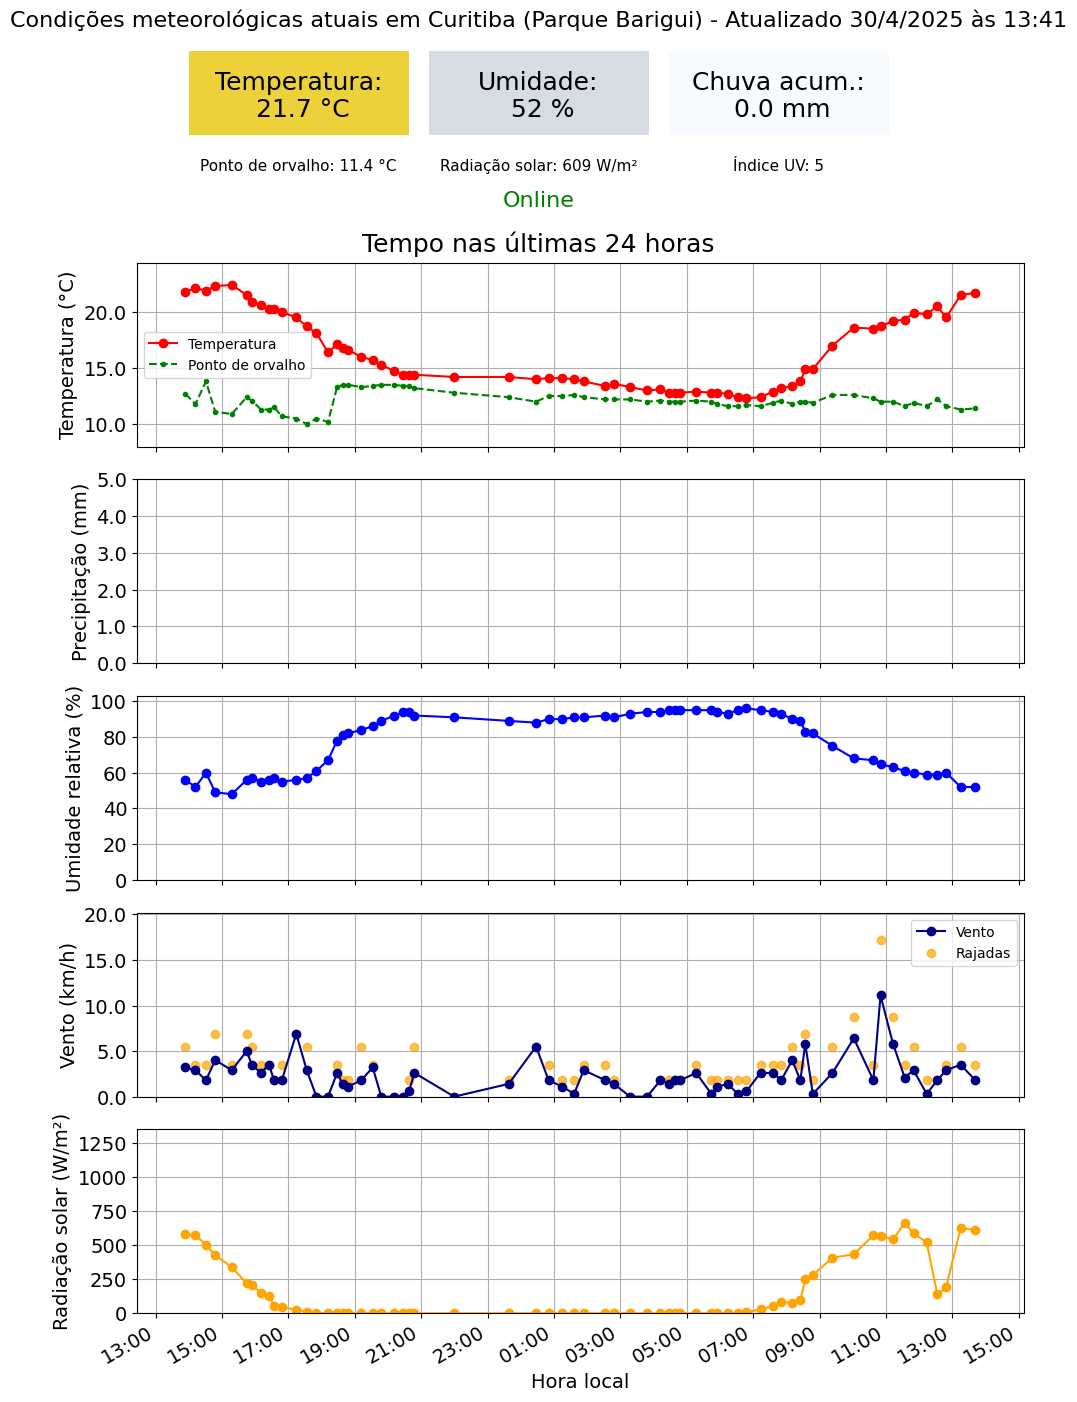 Condições meteorológicas atuais em Curitiba (Parque Barigui) - Atualizado 30/4/2025 às 13:41
Temperatura:
21.7 °C
Umidade:
52 %
Chuva acum.:
0.0 mm
Ponto de orvalho: 11.4 °C
Radiação solar: 609 W/m²
Índice UV: 5
Online
Tempo nas últimas 24 horas
Temperatura (°C)
20.0
15.0
10.0
Temperatura
Ponto de orvalho
Precipitação (mm)
5.0
4.0
3.0
2.0
1.0
0.0
Umidade relativa (%)
100
80
60
40
20
0
Vento (km/h)
20.0
15.0
10.0
5.0
0.0
Vento
Rajadas
Radiação solar (W/m²)
1250
1000
750
500
250
0
13:00
15:00
17:00
19:00
21:00
23:00
01:00
03:00
05:00
07:00
09:00
11:00
13:00
15:00
Hora local